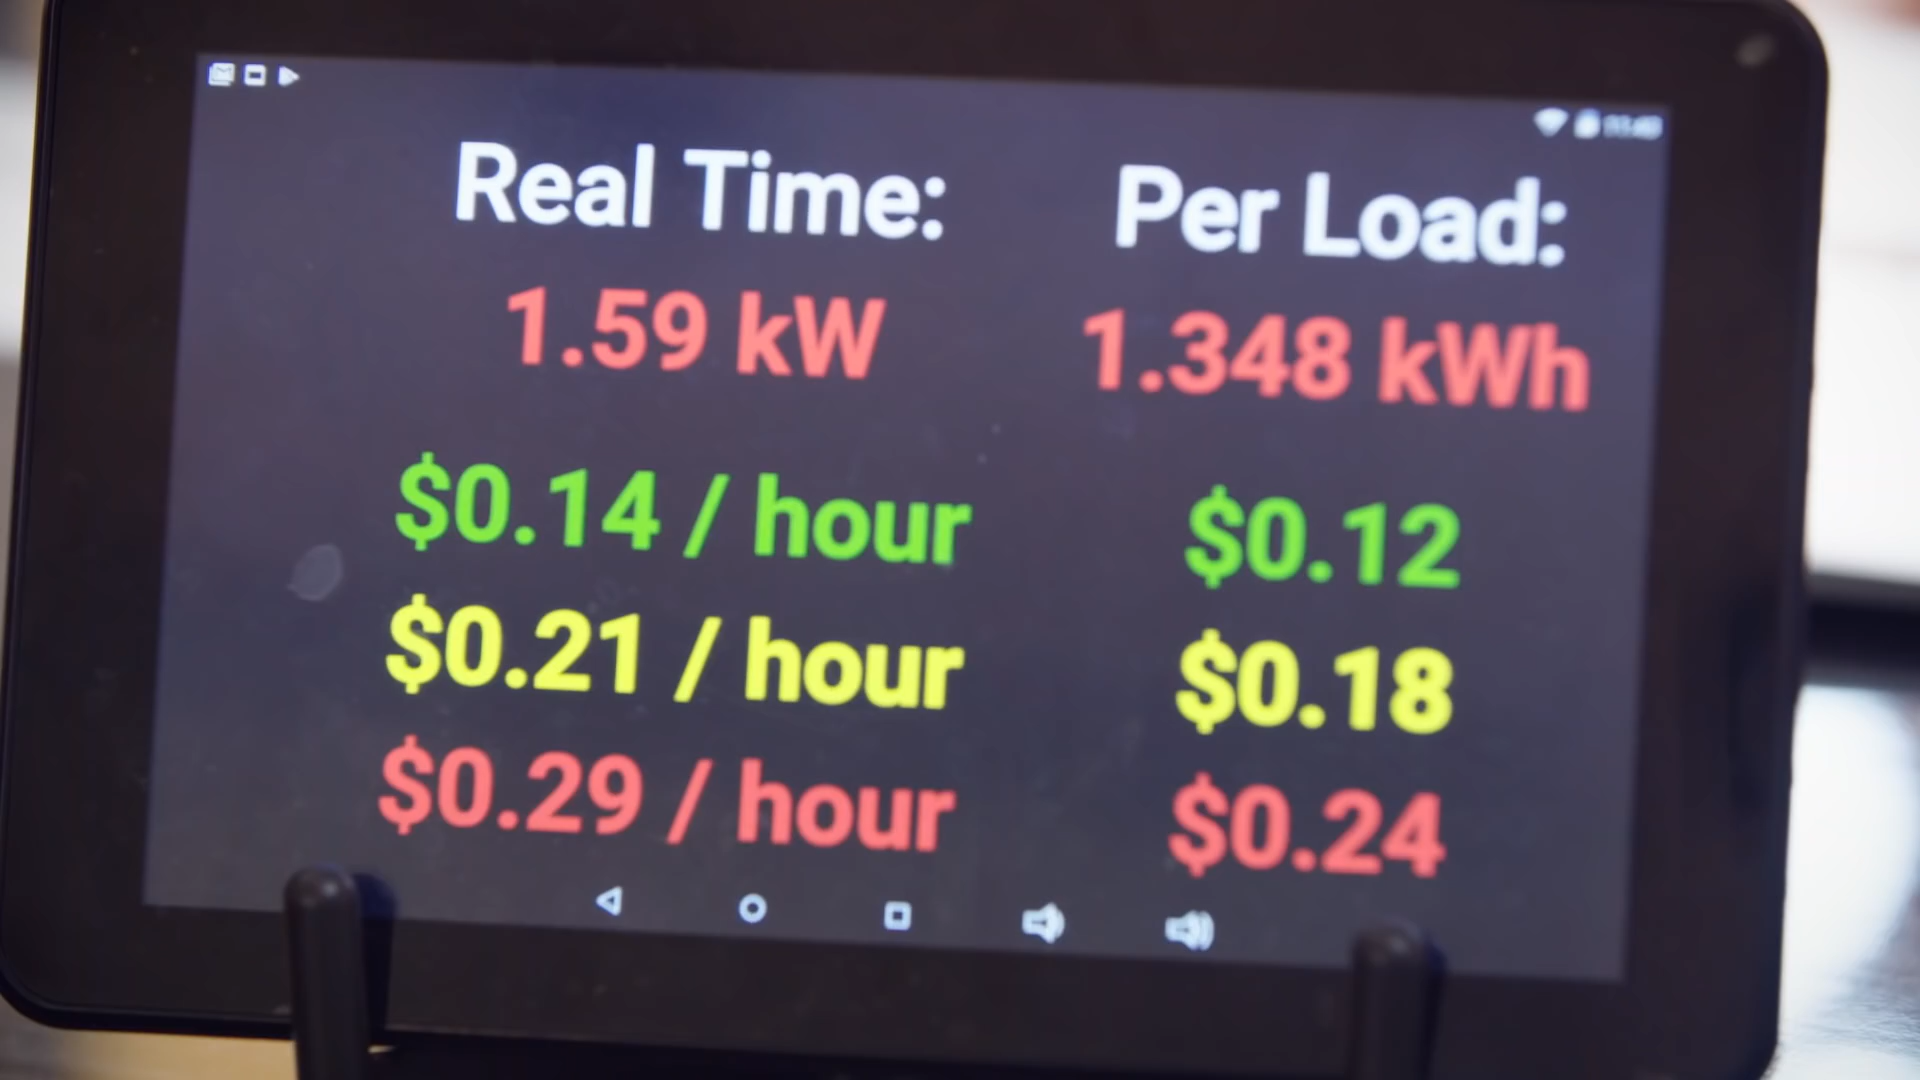 Real Time:
1.59 kW
$0.14 / hour
$0.21 / hour
$0.29 / hour
Per Load:
1.348 kWh
$0.12
$0.18
$0.24